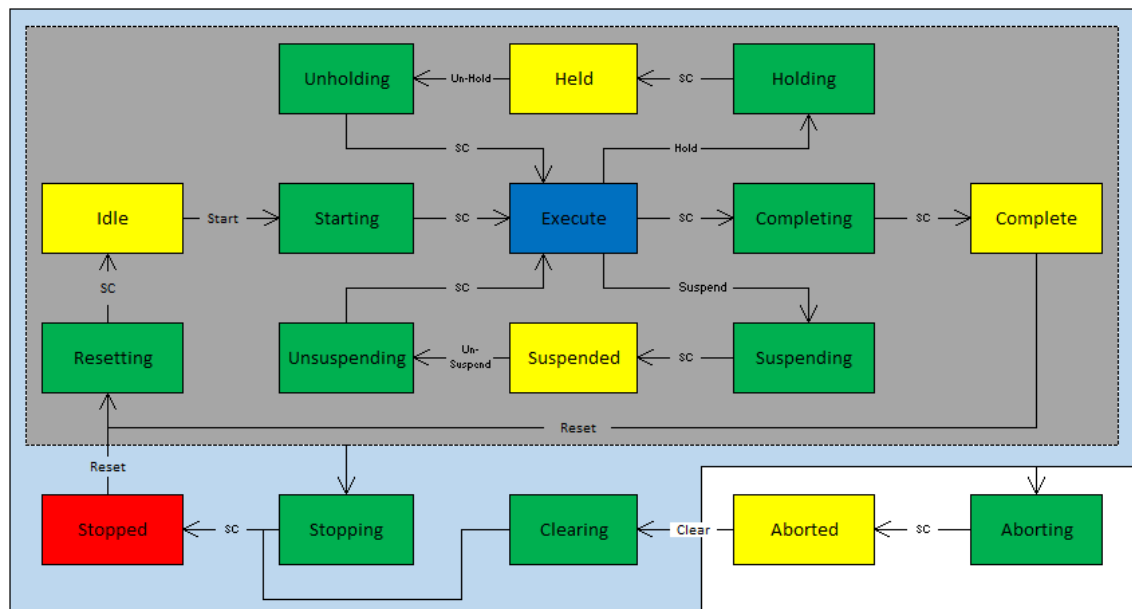 Unholding
Un-Hold
Held
SC
Holding
SC
Hold
Idle
Start
Starting
SC
Execute
SC
Completing
SC
Complete
SC
SC
Suspend
Resetting
Unsuspending
Un-
Suspend
Suspended
SC
Suspending
Reset
Reset
Stopped
SC
Stopping
Clearing
Clear
Aborted
SC
Aborting